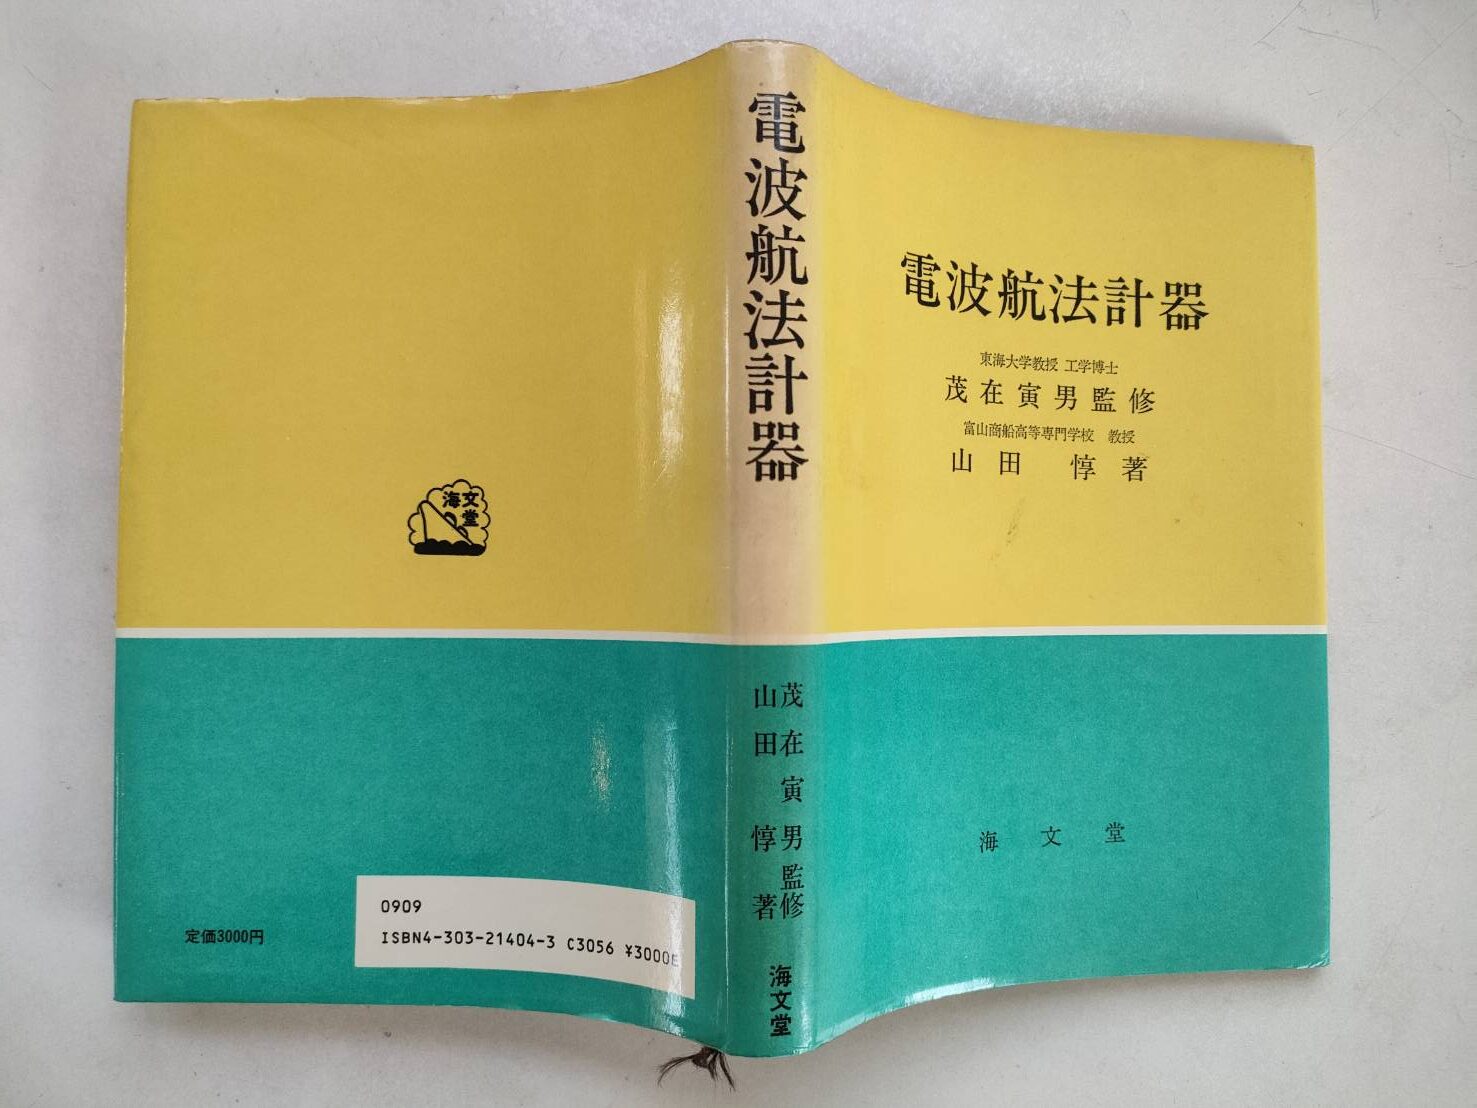 電波航法計器
東海大学教授 工学博士
茂在寅男監修
富山商船高等専門学校 教授
山田 惇著
海文堂
電波航法計器
茂在寅男監修
山田惇著
海文堂
海文堂
定価3000円
0909
ISBN4-303-21404-3 C3056 ¥3000E